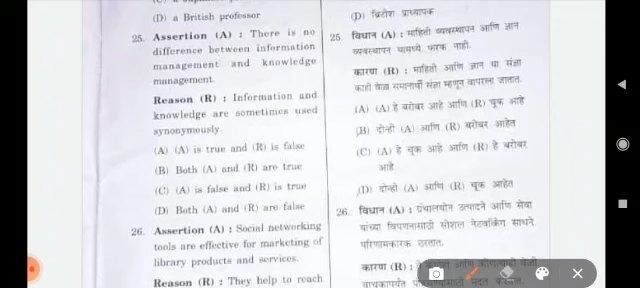 (D) a British professor
25. Assertion (A) : There is no
difference between information
management and knowledge
management.
Reason (R) : Information and
knowledge are sometimes used
synonymously.
(A) (A) is true and (R) is false
(B) Both (A) and (R) are true
(C) (A) is false and (R) is true
(D) Both (A) and (R) are false
26. Assertion (A) : Social networking
tools are effective for marketing of
library products and services.
Reason (R) : They help to reach
(D) ब्रिटीश प्राध्यापक
25. विधान (A) : माहिती व्यवस्थापन आणि ज्ञान
व्यवस्थापन यामध्ये फरक नाही.
कारण (R) : माहिती आणि ज्ञान या संज्ञा
काही वेळा समानार्थी संज्ञा म्हणून वापरल्या जातात.
(A) (A) हे बरोबर आहे आणि (R) चूक आहे
(B) दोन्ही (A) आणि (R) बरोबर आहेत
(C) (A) हे चूक आहे आणि (R) हे बरोबर
आहे
(D) दोन्ही (A) आणि (R) चूक आहेत
26. विधान (A) : ग्रंथालयीन उत्पादने आणि सेवा
यांच्या विपणनासाठी सोशल नेटवर्किंग साधने
परिणामकारक ठरतात.
कारण (R) :